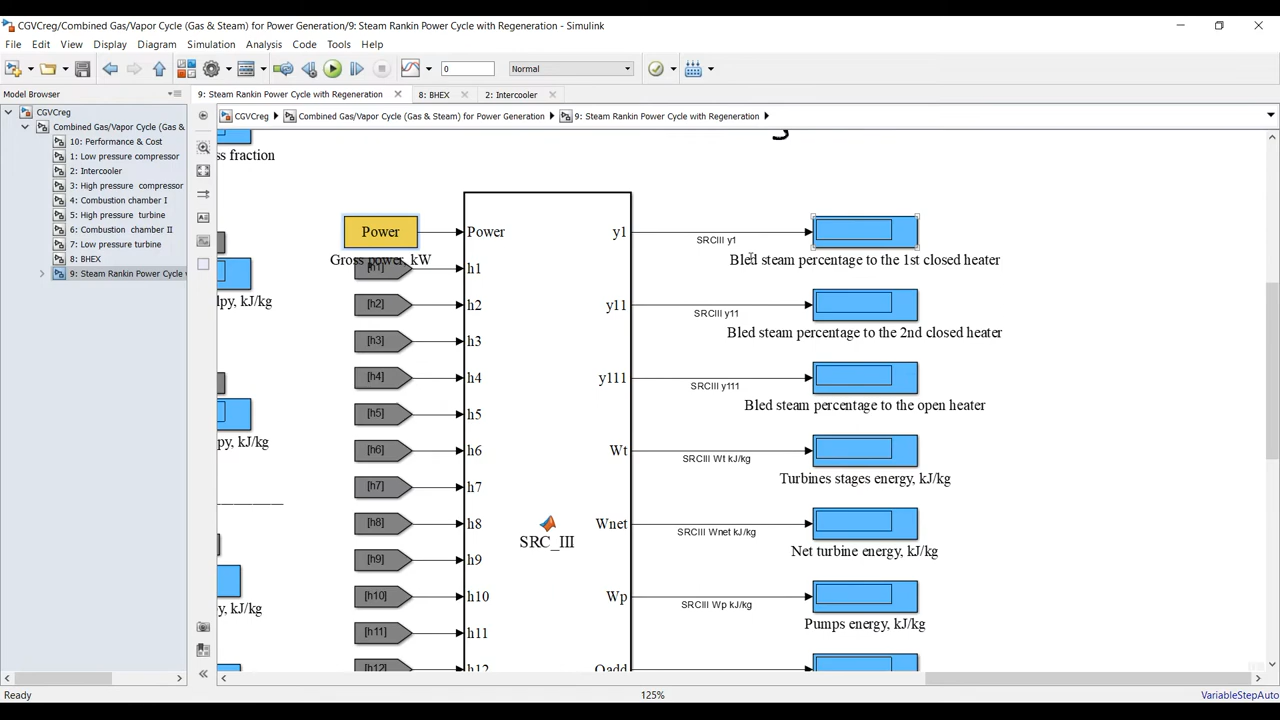 CGVCreg/Combined Gas/Vapor Cycle (Gas & Steam) for Power Generation/9: Steam Rankin Power Cycle with Regeneration - Simulink
File Edit View Display Diagram Simulation Analysis Code Tools Help
0 Normal
Model Browser
9: Steam Rankin Power Cycle with Regeneration 8: BHEX 2: Intercooler
CGVCreg
Combined Gas/Vapor Cycle (Gas &
10: Performance & Cost
1: Low pressure compressor
2: Intercooler
3: High pressure compressor
4: Combustion chamber I
5: High pressure turbine
6: Combustion chamber II
7: Low pressure turbine
8: BHEX
9: Steam Rankin Power Cycle w
CGVCreg Combined Gas/Vapor Cycle (Gas & Steam) for Power Generation 9: Steam Rankin Power Cycle with Regeneration
ss fraction
lpy, kJ/kg
y, kJ/kg
y, kJ/kg
Power
Gross power, kW
[h1]
[h2]
[h3]
[h4]
[h5]
[h6]
[h7]
[h8]
[h9]
[h10]
[h11]
[h12]
Power
h1
h2
h3
h4
h5
h6
h7
h8
h9
h10
h11
h12
SRC_III
y1
y11
y111
Wt
Wnet
Wp
Qadd
SRCIII y1
Bled steam percentage to the 1st closed heater
SRCIII y11
Bled steam percentage to the 2nd closed heater
SRCIII y111
Bled steam percentage to the open heater
SRCIII Wt kJ/kg
Turbines stages energy, kJ/kg
SRCIII Wnet kJ/kg
Net turbine energy, kJ/kg
SRCIII Wp kJ/kg
Pumps energy, kJ/kg
Ready 125% VariableStepAuto